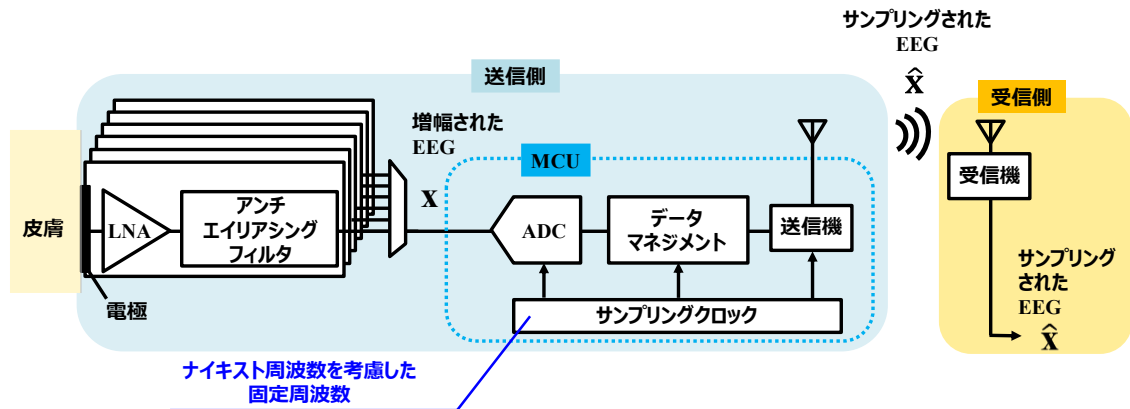 サンプリングされた
EEG
x̂
送信側
受信側
増幅された
EEG
x
MCU
皮膚
LNA
アンチ
エイリアシング
フィルタ
ADC
データ
マネジメント
送信機
受信機
電極
サンプリングクロック
サンプリング
された
EEG
x̂
ナイキスト周波数を考慮した
固定周波数